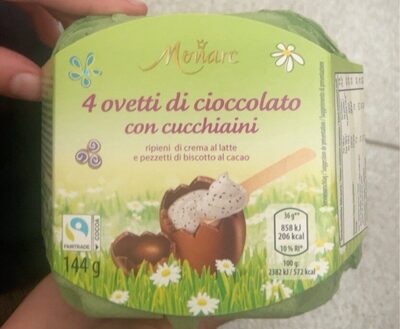 Monarc
4 ovetti di cioccolato
con cucchiaini
ripieni di crema al latte
e pezzetti di biscotto al cacao
FAIRTRADE
COCOA
144 g
36 g**
858 kJ
206 kcal
10 % RI*
100 g:
2382 kJ / 572 kcal